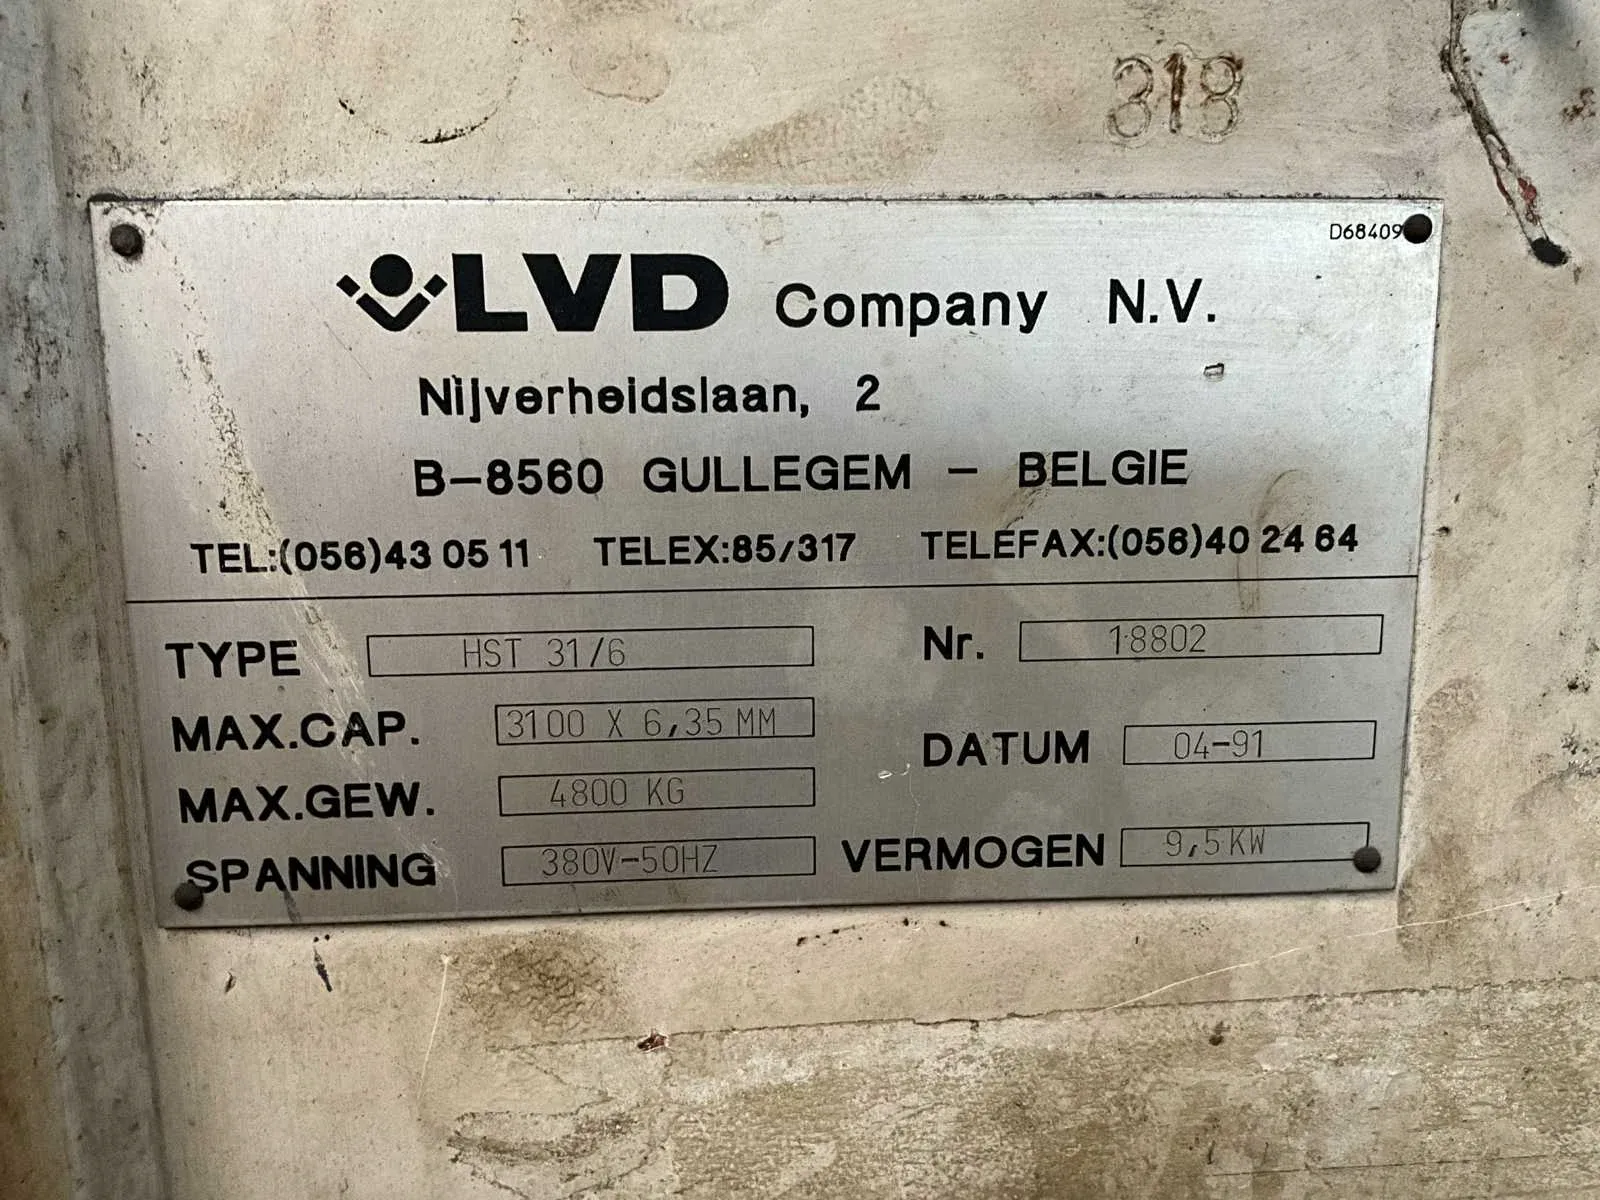 318
D68409
LVD Company N.V.
Nijverheidslaan, 2
B-8560 GULLEGEM - BELGIE
TEL:(056)43 05 11 TELEX:85/317 TELEFAX:(056)40 24 64
TYPE HST 31/6 Nr. 18802
MAX.CAP. 3100 X 6,35 MM DATUM 04-91
MAX.GEW. 4800 KG
SPANNING 380V-50HZ VERMOGEN 9,5 KW